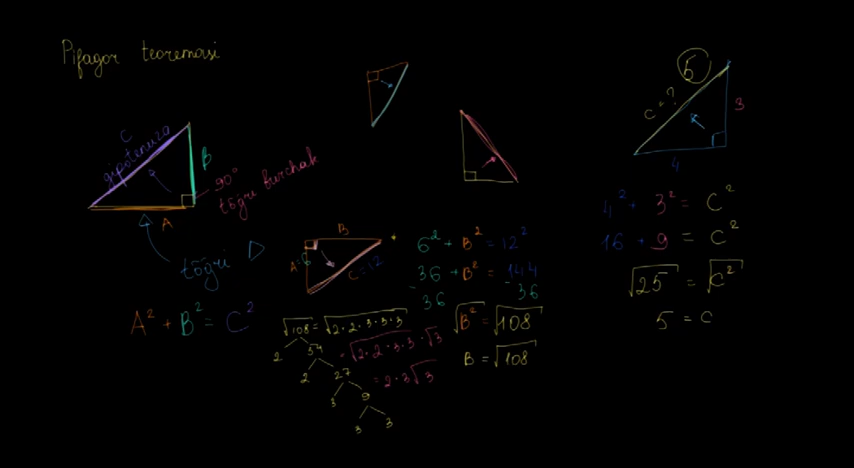 Pifagor teoremasi
C
gipotenuza
B
90°
to̅g̅ri burchak
A
to̅g̅ri
A² + B² = C²
B
A=6
C=12
6² + B² = 12²
36 + B² = 144
-36 -36
√B² = √108
B = √108
√108 = √2·2·3·3·3
2 54
2 27
3 9
3 3
= √2·2·3·3 · √3
= 2·3√3
5
C=?
3
4
4² + 3² = C²
16 + 9 = C²
√25 = √C²
5 = C